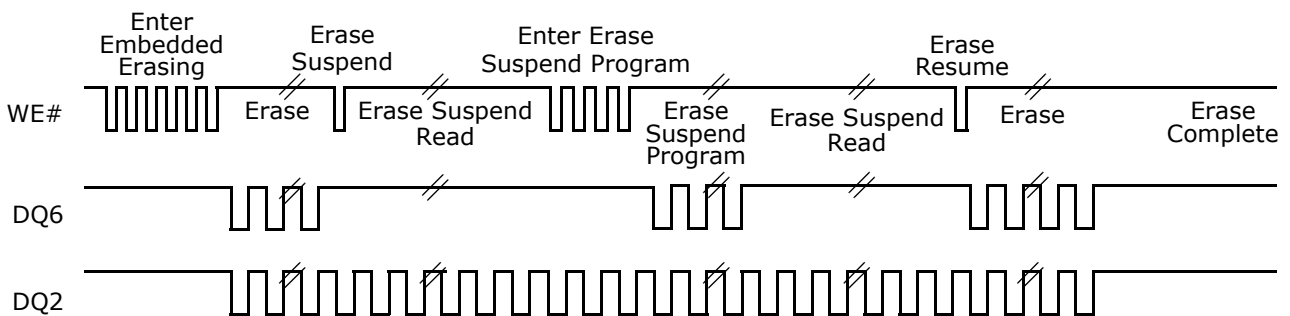 Enter
Embedded
Erasing
Erase
Suspend
Enter Erase
Suspend Program
Erase
Resume
WE#
Erase
Erase Suspend
Read
Erase
Suspend
Program
Erase Suspend
Read
Erase
Erase
Complete
DQ6
DQ2